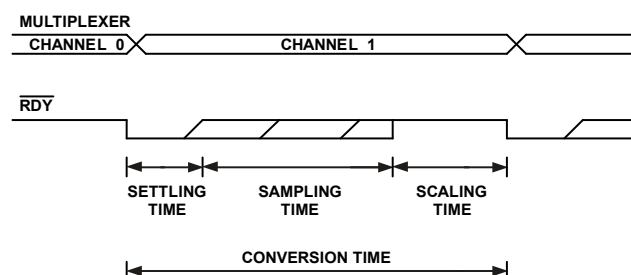 MULTIPLEXER
CHANNEL 0
CHANNEL 1
RDY
SETTLING
TIME
SAMPLING
TIME
SCALING
TIME
CONVERSION TIME